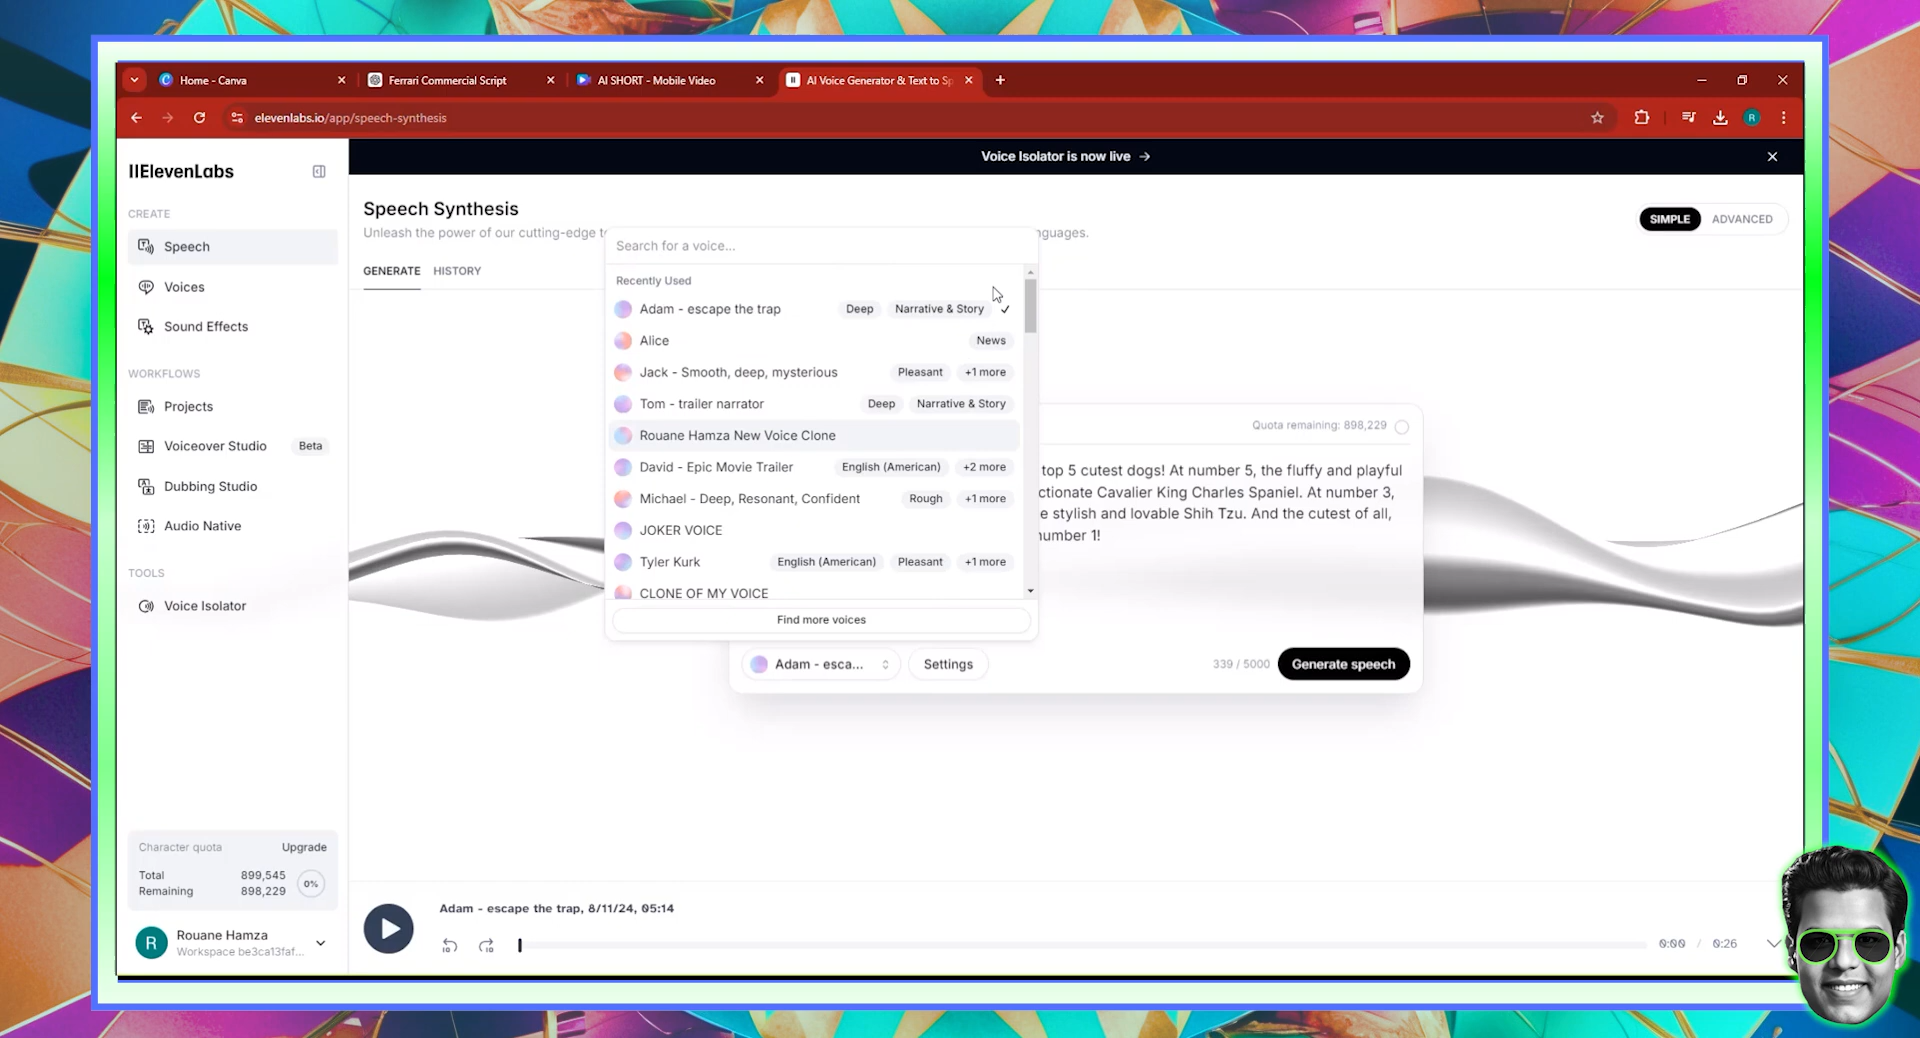 Home - Canva
Ferrari Commercial Script
AI SHORT - Mobile Video
AI Voice Generator & Text to Sp
elevenlabs.io/app/speech-synthesis
R
IIElevenLabs
Voice Isolator is now live →
CREATE
Speech
Voices
Sound Effects
WORKFLOWS
Projects
Voiceover Studio Beta
Dubbing Studio
Audio Native
TOOLS
Voice Isolator
Character quota Upgrade
Total 899,545
Remaining 898,229
0%
R
Rouane Hamza
Workspace be3ca13faf...
Speech Synthesis
SIMPLE ADVANCED
Unleash the power of our cutting-edge te
nguages.
GENERATE HISTORY
Search for a voice...
Recently Used
Adam - escape the trap Deep Narrative & Story
Alice News
Jack - Smooth, deep, mysterious Pleasant +1 more
Tom - trailer narrator Deep Narrative & Story
Rouane Hamza New Voice Clone
David - Epic Movie Trailer English (American) +2 more
Michael - Deep, Resonant, Confident Rough +1 more
JOKER VOICE
Tyler Kurk English (American) Pleasant +1 more
CLONE OF MY VOICE
Find more voices
Quota remaining: 898,229
top 5 cutest dogs! At number 5, the fluffy and playful
ctionate Cavalier King Charles Spaniel. At number 3,
e stylish and lovable Shih Tzu. And the cutest of all,
number 1!
Adam - esca... Settings 339 / 5000 Generate speech
Adam - escape the trap, 8/11/24, 05:14
10 10
0:00 / 0:26